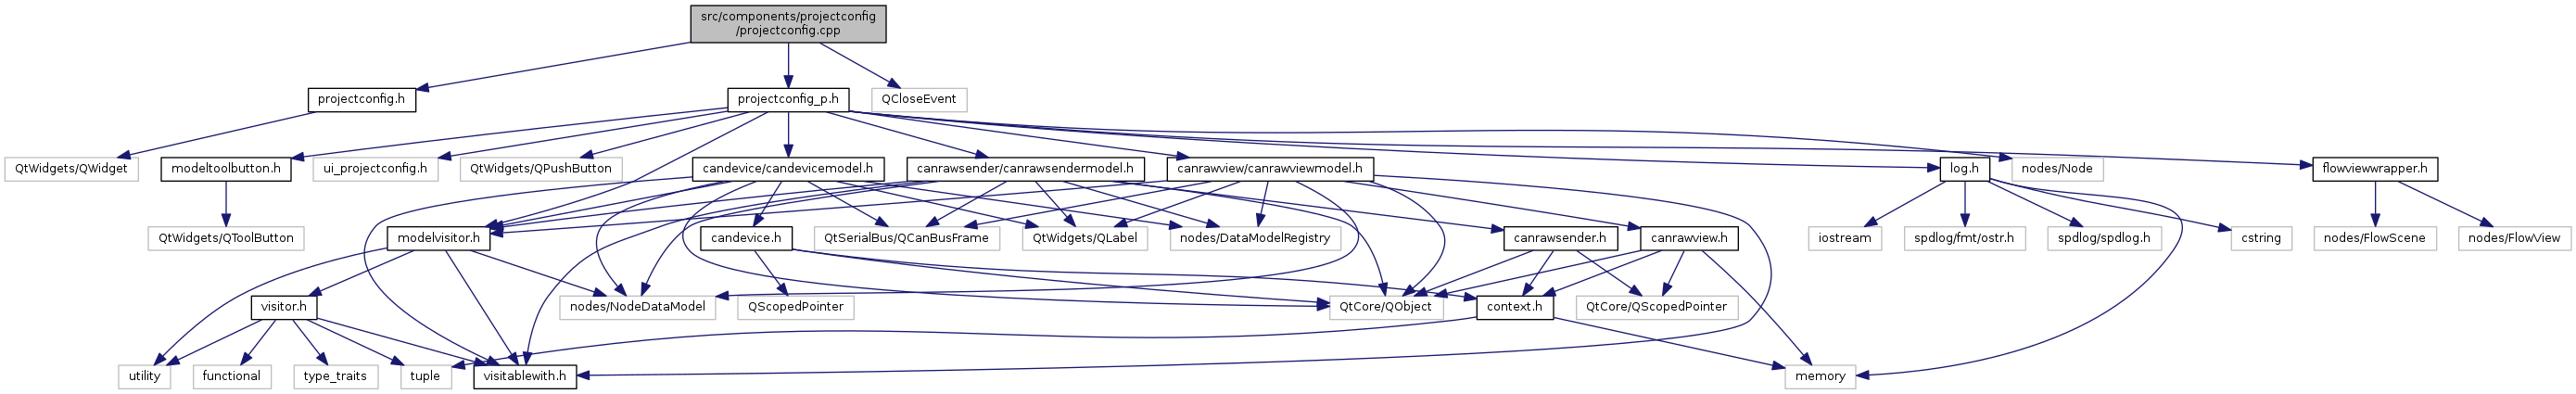 src/components/projectconfig
/projectconfig.cpp
projectconfig.h
projectconfig_p.h
QCloseEvent
QtWidgets/QWidget
modeltoolbutton.h
ui_projectconfig.h
QtWidgets/QPushButton
candevice/candevicemodel.h
canrawsender/canrawsendermodel.h
canrawview/canrawviewmodel.h
log.h
nodes/Node
flowviewwrapper.h
QtWidgets/QToolButton
modelvisitor.h
candevice.h
QtSerialBus/QCanBusFrame
QtWidgets/QLabel
nodes/DataModelRegistry
canrawsender.h
canrawview.h
iostream
spdlog/fmt/ostr.h
spdlog/spdlog.h
cstring
nodes/FlowScene
nodes/FlowView
visitor.h
nodes/NodeDataModel
QScopedPointer
QtCore/QObject
context.h
QtCore/QScopedPointer
utility
functional
type_traits
tuple
visitablewith.h
memory